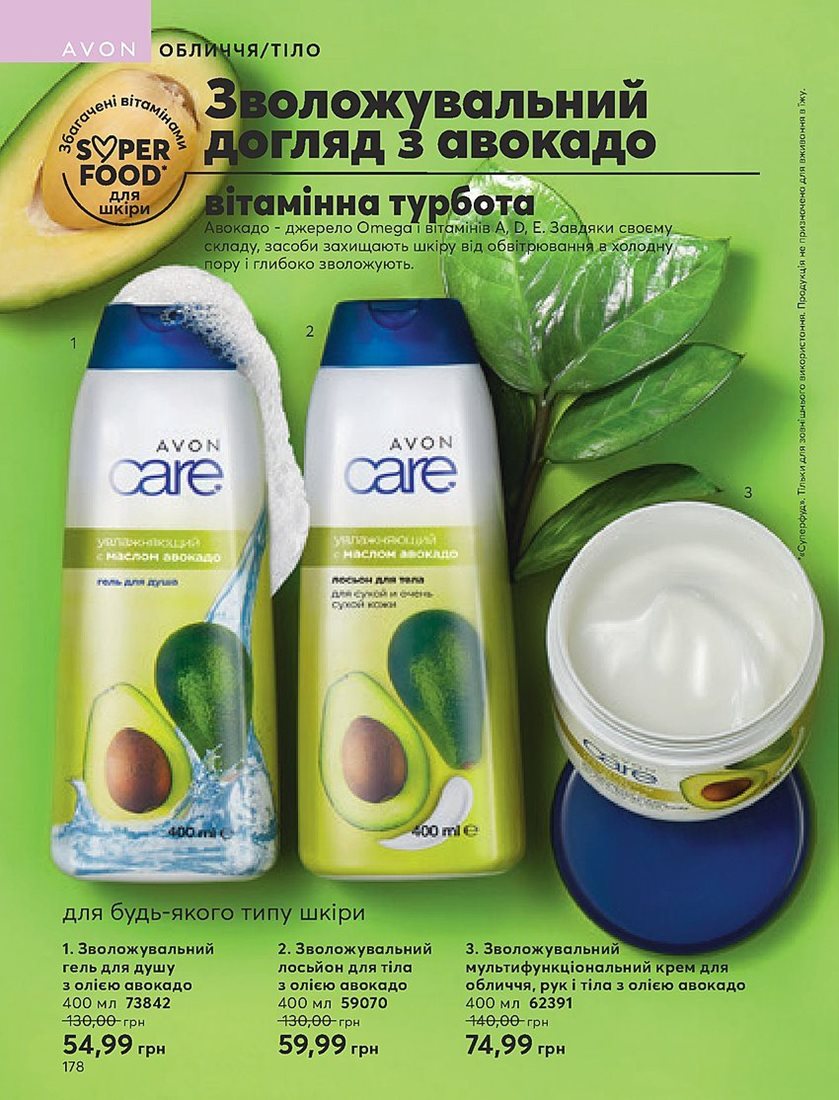 AVON ОБЛИЧЧЯ/ТІЛО
Збагачені вітамінами
SUPER
FOOD*
для
шкіри
Зволожувальний
догляд з авокадо
вітамінна турбота
Авокадо - джерело Omega і вітамінів A, D, E. Завдяки своєму
складу, засоби захищають шкіру від обвітрювання в холодну
пору і глибоко зволожують.
*«Суперфуд». Тільки для зовнішнього використання. Продукція не призначена для вживання в їжу.
1
AVON
care
увлажняющий
с маслом авокадо
гель для душа
400 ml e
2
AVON
care
увлажняющий
с маслом авокадо
лосьон для тела
для сухой и очень
сухой кожи
400 ml e
3
AVON
care
для будь-якого типу шкіри
1. Зволожувальний
гель для душу
з олією авокадо
400 мл 73842
130,00 грн
54,99 грн
2. Зволожувальний
лосьйон для тіла
з олією авокадо
400 мл 59070
130,00 грн
59,99 грн
3. Зволожувальний
мультифункціональний крем для
обличчя, рук і тіла з олією авокадо
400 мл 62391
140,00 грн
74,99 грн
178